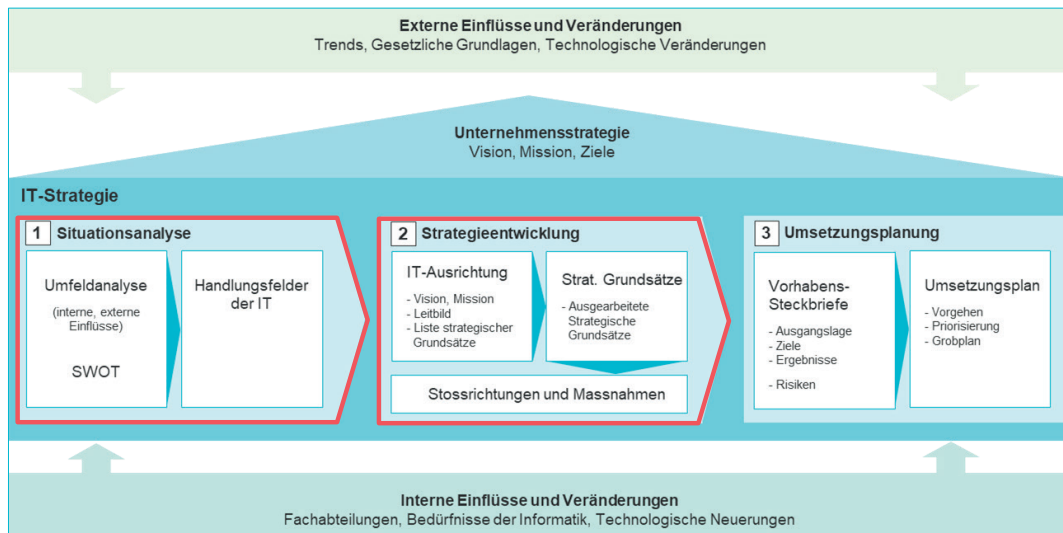 Externe Einflüsse und Veränderungen
Trends, Gesetzliche Grundlagen, Technologische Veränderungen
Unternehmensstrategie
Vision, Mission, Ziele
IT-Strategie
1 Situationsanalyse
Umfeldanalyse
(interne, externe
Einflüsse)
SWOT
Handlungsfelder
der IT
2 Strategieentwicklung
IT-Ausrichtung
- Vision, Mission
- Leitbild
- Liste strategischer
Grundsätze
Strat. Grundsätze
- Ausgearbeitete
Strategische
Grundsätze
Stossrichtungen und Massnahmen
3 Umsetzungsplanung
Vorhabens-
Steckbriefe
- Ausgangslage
- Ziele
- Ergebnisse
- Risiken
Umsetzungsplan
- Vorgehen
- Priorisierung
- Grobplan
Interne Einflüsse und Veränderungen
Fachabteilungen, Bedürfnisse der Informatik, Technologische Neuerungen